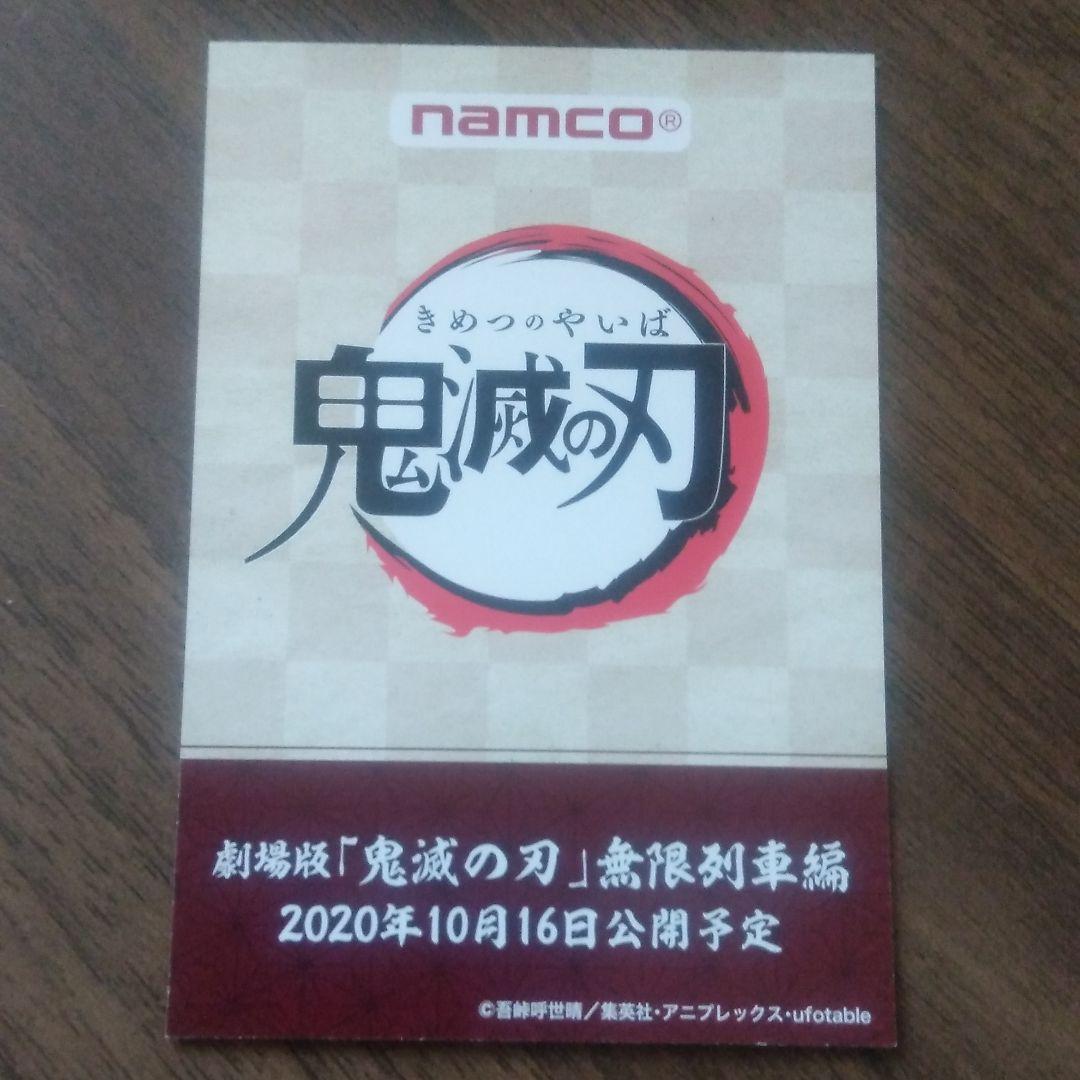 namco®
きめつのやいば
鬼滅の刃
劇場版「鬼滅の刃」無限列車編
2020年10月16日公開予定
©吾峠呼世晴／集英社・アニプレックス・ufotable